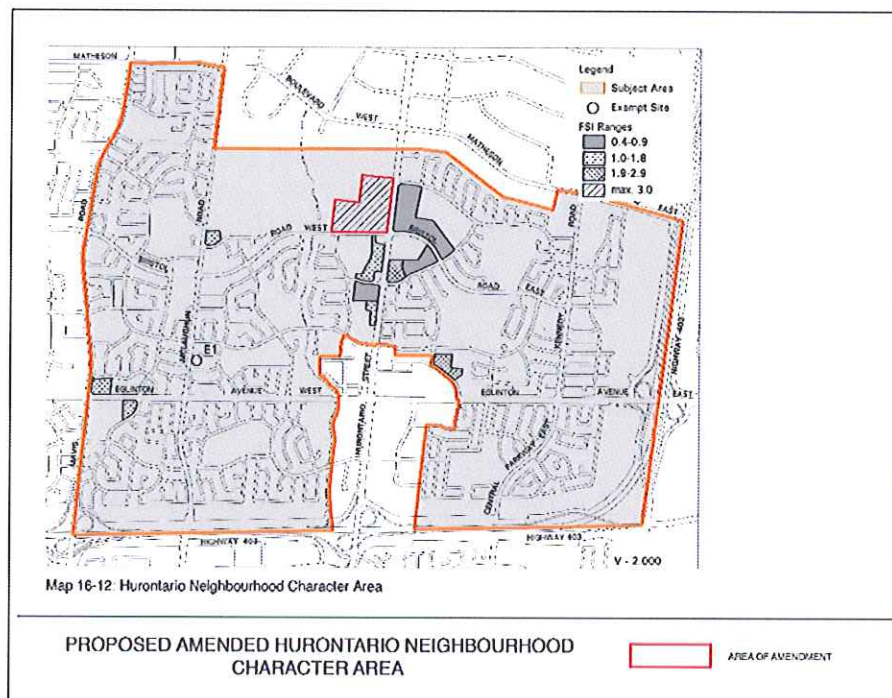 MATHESON
BOULEVARD
WEST
MATHESON
Legend
Subject Area
Exempt Site
FSI Ranges
0.4-0.9
1.0-1.8
1.9-2.9
max. 3.0
EAST
ROAD
ROAD
ROAD
ROAD WEST
BRISTOL
BRISTOL
ROAD
EAST
KENNEDY
HIGHWAY 403
MCLAUGHLIN
E1
EGLINTON AVENUE WEST
EGLINTON AVENUE EAST
HURONTARIO STREET
MAVIS
CENTRAL
PARKWAY EAST
HIGHWAY 403
HIGHWAY 403
V - 2.000
Map 16-12: Hurontario Neighbourhood Character Area
PROPOSED AMENDED HURONTARIO NEIGHBOURHOOD
CHARACTER AREA
AREA OF AMENDMENT